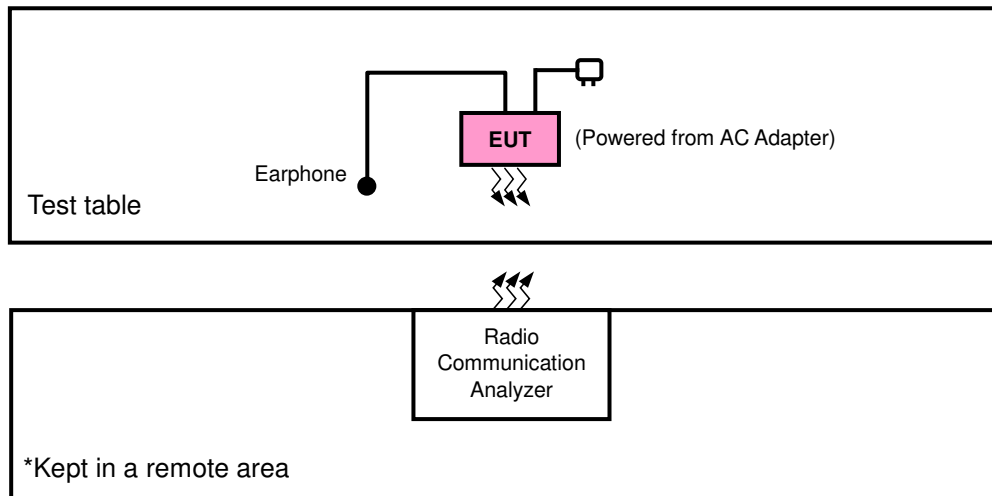 EUT
(Powered from AC Adapter)
Earphone
Test table
Radio
Communication
Analyzer
*Kept in a remote area